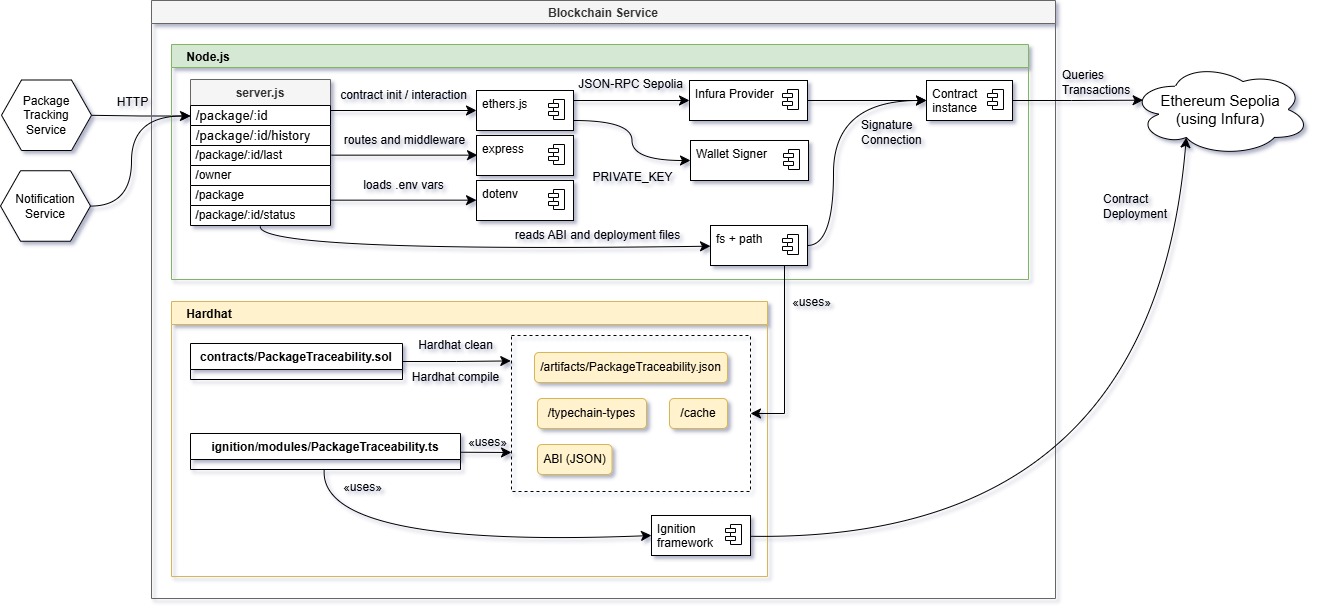 Blockchain Service
Node.js
Package
Tracking
Service
HTTP
Notification
Service
server.js
/package/:id
/package/:id/history
/package/:id/last
/owner
/package
/package/:id/status
contract init / interaction
routes and middleware
loads .env vars
reads ABI and deployment files
ethers.js
express
dotenv
JSON-RPC Sepolia
PRIVATE_KEY
Infura Provider
Wallet Signer
fs + path
Signature
Connection
Contract
instance
Queries
Transactions
Ethereum Sepolia
(using Infura)
Contract
Deployment
«uses»
Hardhat
contracts/PackageTraceability.sol
Hardhat clean
Hardhat compile
/artifacts/PackageTraceability.json
/typechain-types
/cache
ABI (JSON)
ignition/modules/PackageTraceability.ts
«uses»
«uses»
Ignition
framework